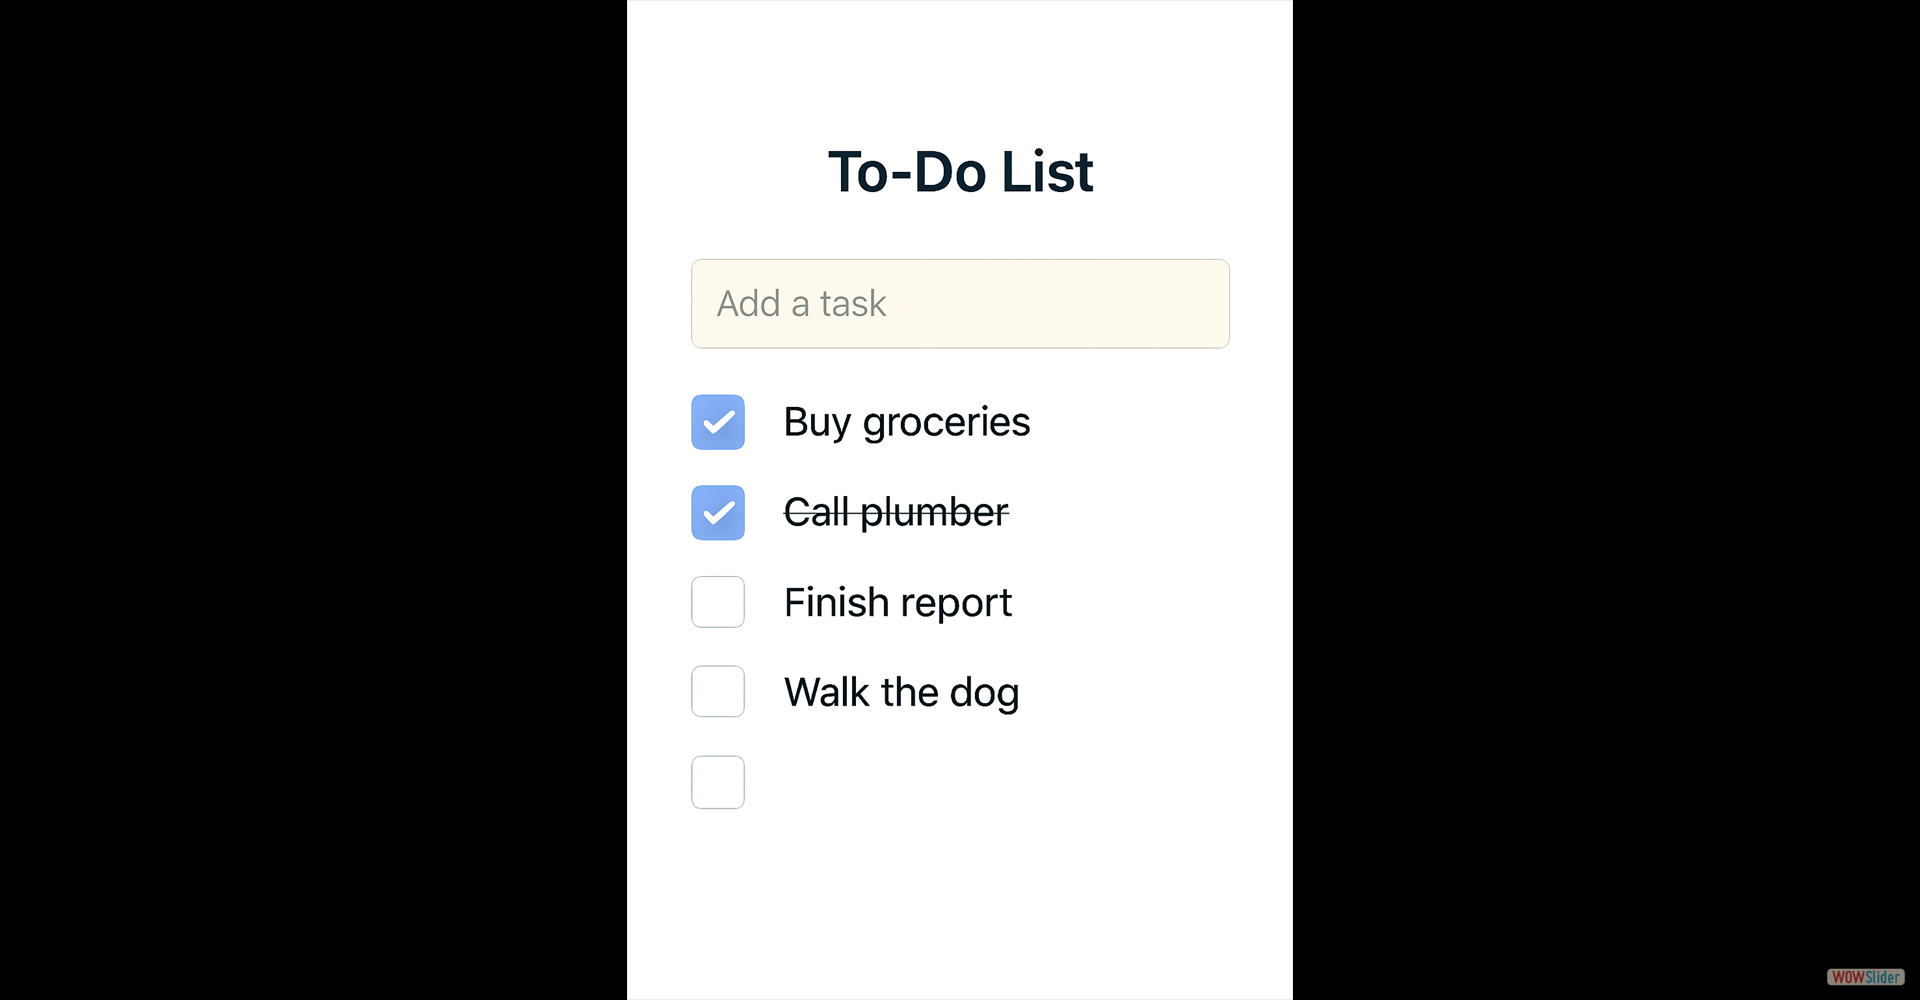 To-Do List
Add a task
Buy groceries
Call plumber
Finish report
Walk the dog
WOWSlider